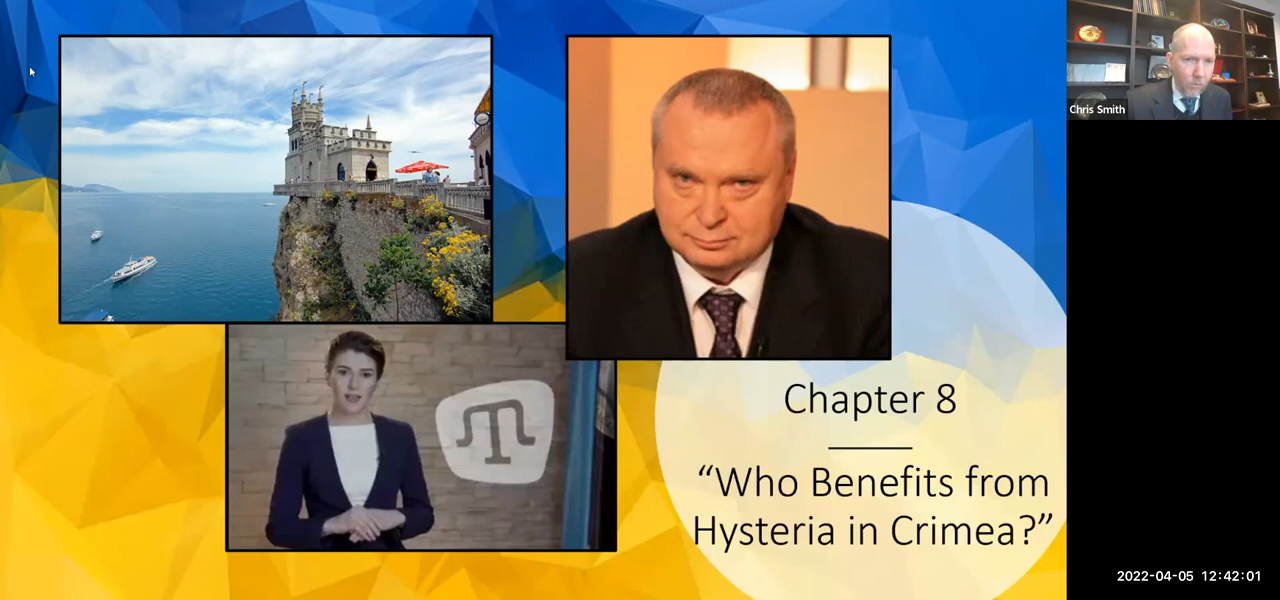 Chris Smith
Chapter 8
“Who Benefits from
Hysteria in Crimea?”
2022-04-05 12:42:01